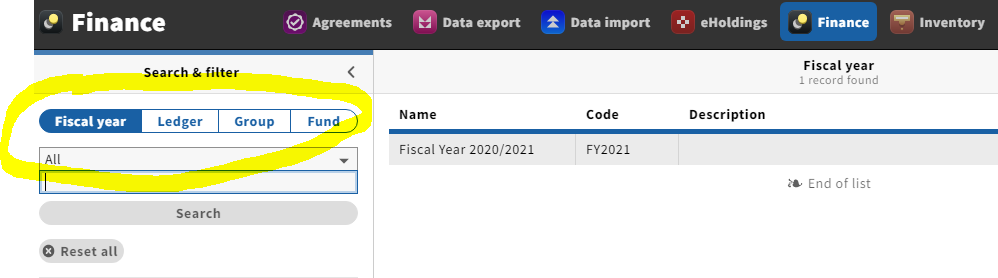 Finance
Agreements
Data export
Data import
eHoldings
Finance
Inventory
Search & filter
Fiscal year
1 record found
Fiscal year Ledger Group Fund
Name Code Description
All
Fiscal Year 2020/2021 FY2021
End of list
Search
Reset all